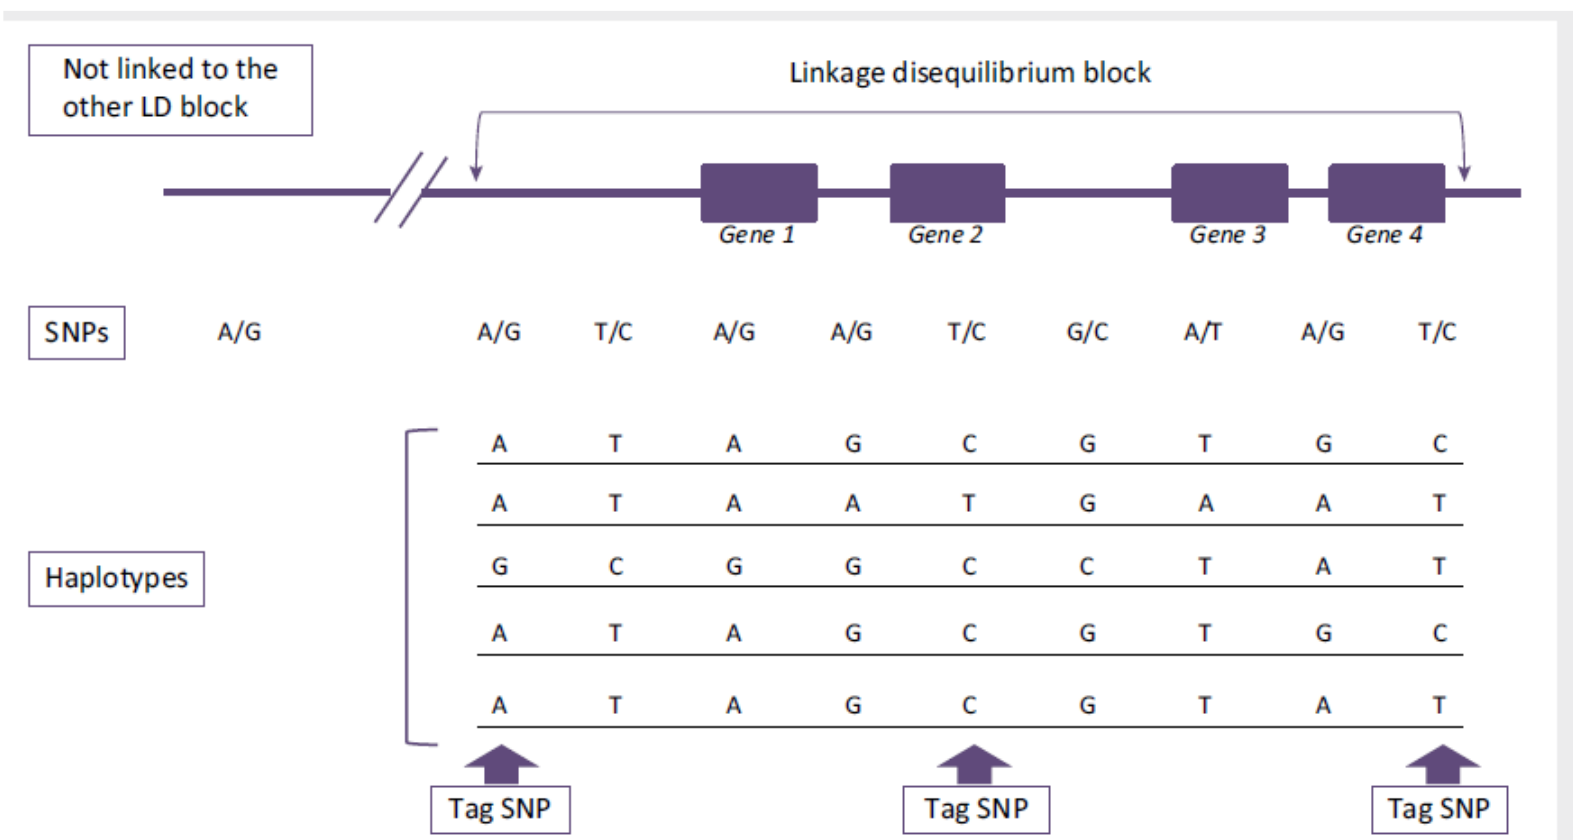 Not linked to the
other LD block
Linkage disequilibrium block
Gene 1 Gene 2 Gene 3 Gene 4
SNPs A/G A/G T/C A/G A/G T/C G/C A/T A/G T/C
A T A G C G T G C
A T A A T G A A T
G C G G C C T A T
Haplotypes
A T A G C G T G C
A T A G C G T A T
Tag SNP Tag SNP Tag SNP